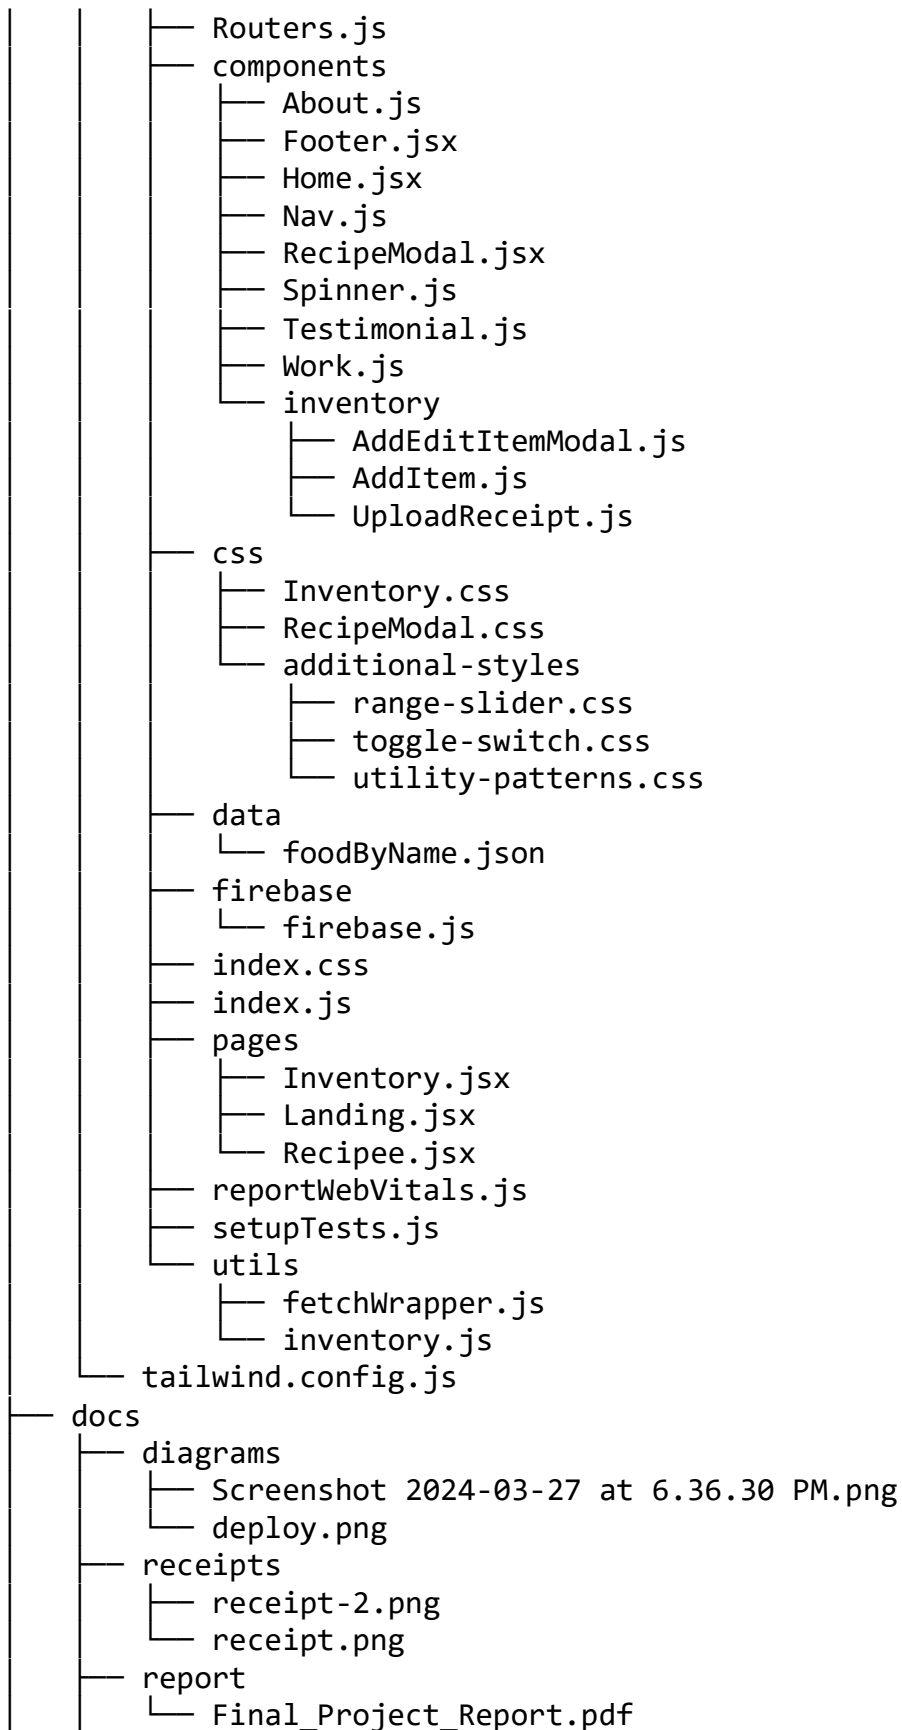 │   │   ├── Routers.js
│   │   ├── components
│   │   │   ├── About.js
│   │   │   ├── Footer.jsx
│   │   │   ├── Home.jsx
│   │   │   ├── Nav.js
│   │   │   ├── RecipeModal.jsx
│   │   │   ├── Spinner.js
│   │   │   ├── Testimonial.js
│   │   │   ├── Work.js
│   │   │   └── inventory
│   │   │       ├── AddEditItemModal.js
│   │   │       ├── AddItem.js
│   │   │       └── UploadReceipt.js
│   │   ├── css
│   │   │   ├── Inventory.css
│   │   │   ├── RecipeModal.css
│   │   │   └── additional-styles
│   │   │       ├── range-slider.css
│   │   │       ├── toggle-switch.css
│   │   │       └── utility-patterns.css
│   │   ├── data
│   │   │   └── foodByName.json
│   │   ├── firebase
│   │   │   └── firebase.js
│   │   ├── index.css
│   │   ├── index.js
│   │   ├── pages
│   │   │   ├── Inventory.jsx
│   │   │   ├── Landing.jsx
│   │   │   └── Recipee.jsx
│   │   ├── reportWebVitals.js
│   │   ├── setupTests.js
│   │   └── utils
│   │       ├── fetchWrapper.js
│   │       └── inventory.js
│   └── tailwind.config.js
├── docs
│   ├── diagrams
│   │   ├── Screenshot 2024-03-27 at 6.36.30 PM.png
│   │   └── deploy.png
│   ├── receipts
│   │   ├── receipt-2.png
│   │   └── receipt.png
│   ├── report
│   │   └── Final_Project_Report.pdf